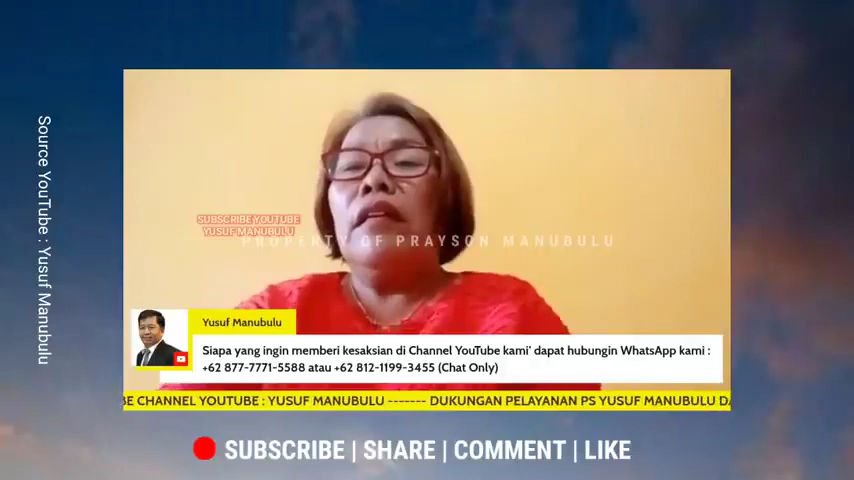 Source YouTube : Yusuf Manubulu
SUBSCRIBE YOUTUBE
YUSUF MANUBULU
PROPERTY OF PRAYSON MANUBULU
Yusuf Manubulu
Siapa yang ingin memberi kesaksian di Channel YouTube kami' dapat hubungin WhatsApp kami :
+62 877-7771-5588 atau +62 812-1199-3455 (Chat Only)
BE CHANNEL YOUTUBE : YUSUF MANUBULU ------- DUKUNGAN PELAYANAN PS YUSUF MANUBULU DA
SUBSCRIBE | SHARE | COMMENT | LIKE